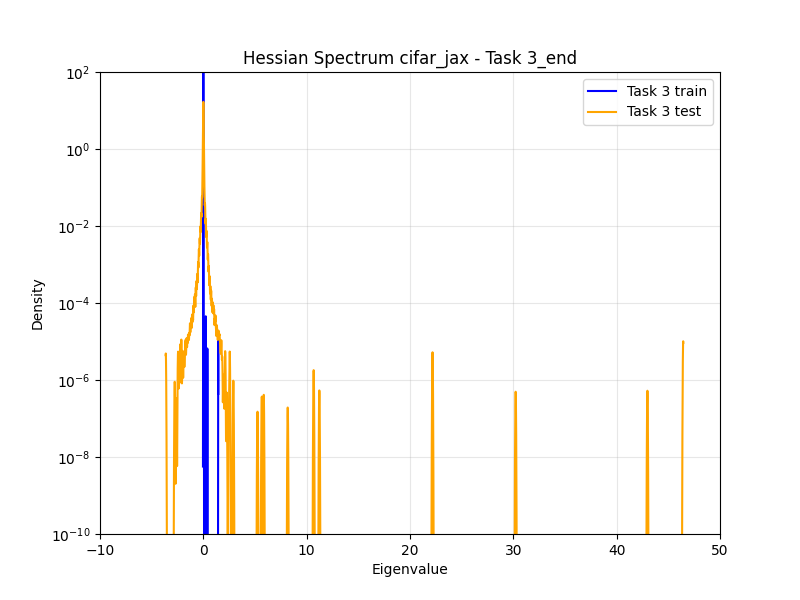 Hessian Spectrum cifar_jax - Task 3_end
Task 3 train
Task 3 test
Density
10²
10⁰
10⁻²
10⁻⁴
10⁻⁶
10⁻⁸
10⁻¹⁰
−10
0
10
20
30
40
50
Eigenvalue